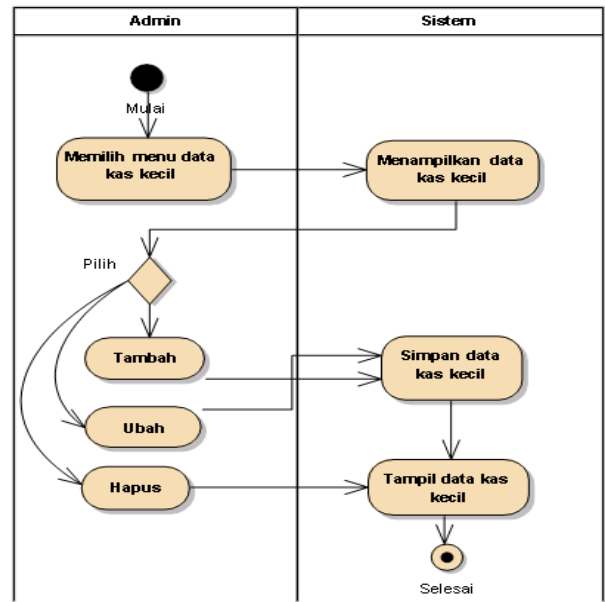 Admin
Sistem
Mulai
Memilih menu data
kas kecil
Menampilkan data
kas kecil
Pilih
Tambah
Simpan data
kas kecil
Ubah
Hapus
Tampil data kas
kecil
Selesai